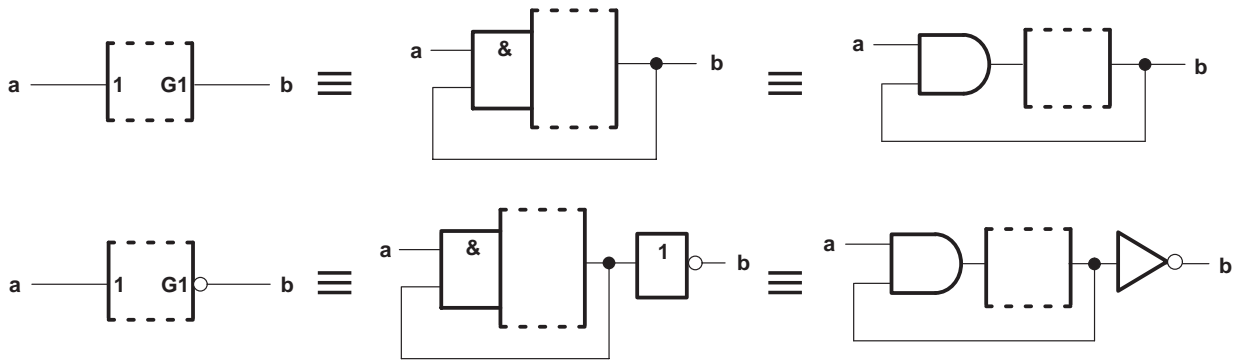 a 1 G1 b ≡ a & b ≡ a b
a 1 G1 b ≡ a & 1 b ≡ a b